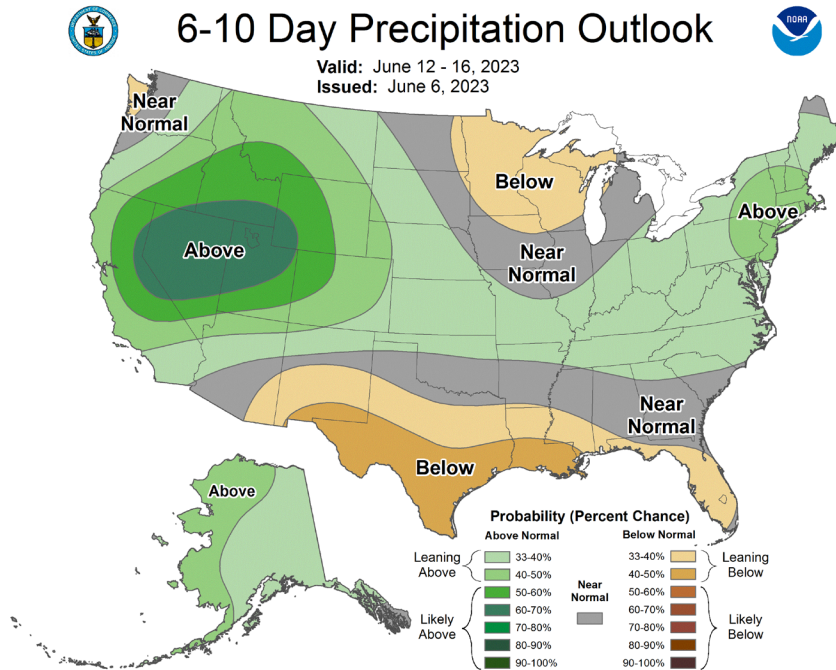 6-10 Day Precipitation Outlook
NOAA
Valid: June 12 - 16, 2023
Issued: June 6, 2023
Near
Normal
Below
Above
Above
Near
Normal
Near
Normal
Below
Above
Probability (Percent Chance)
Above Normal
Below Normal
Leaning
Above
33-40%
40-50%
Likely
Above
50-60%
60-70%
70-80%
80-90%
90-100%
Near
Normal
33-40%
40-50%
Leaning
Below
50-60%
60-70%
70-80%
80-90%
90-100%
Likely
Below